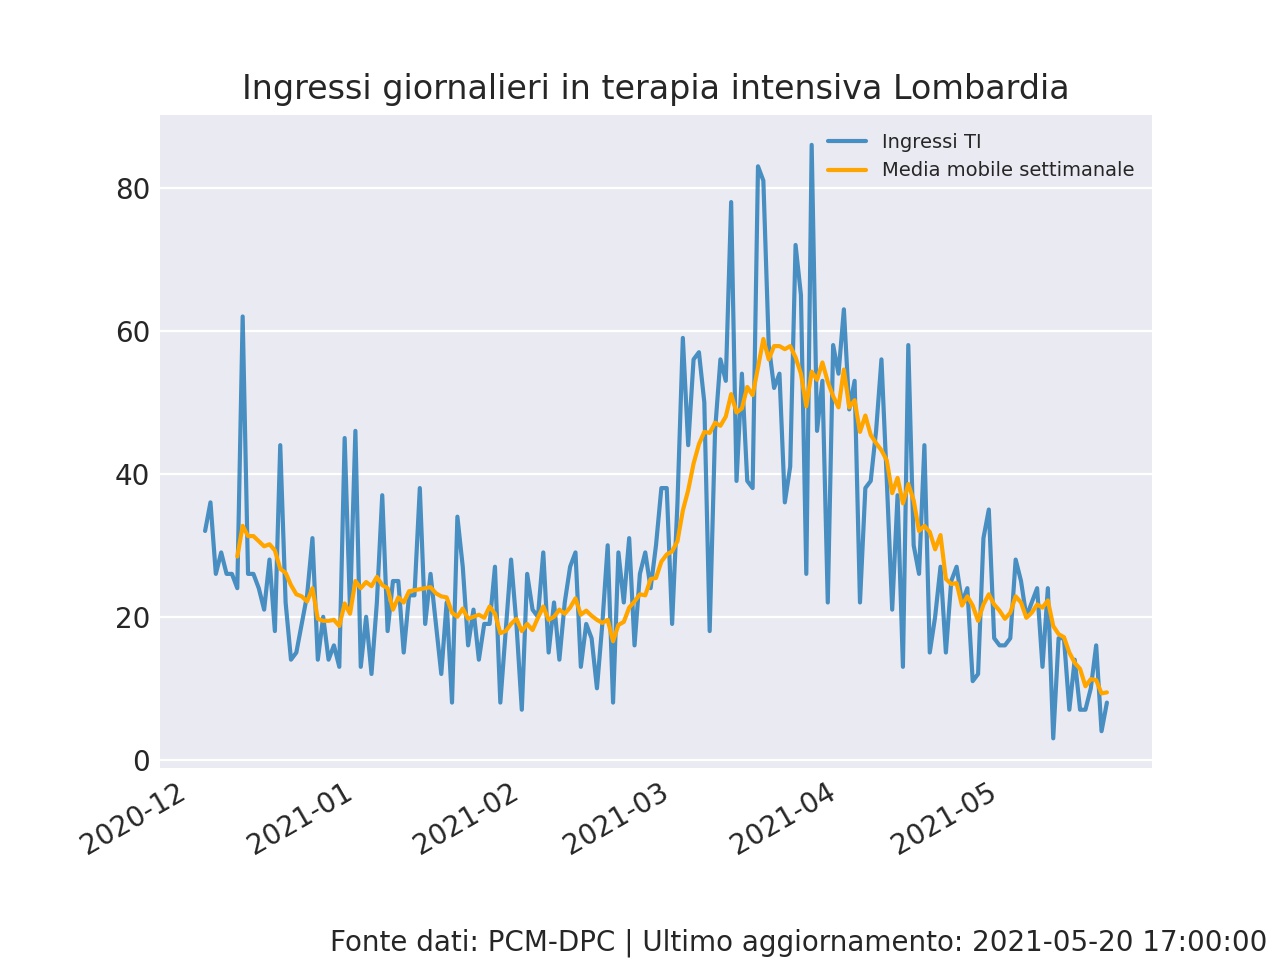 Ingressi giornalieri in terapia intensiva Lombardia
Ingressi TI
Media mobile settimanale
80
60
40
20
0
2020-12
2021-01
2021-02
2021-03
2021-04
2021-05
Fonte dati: PCM-DPC | Ultimo aggiornamento: 2021-05-20 17:00:00